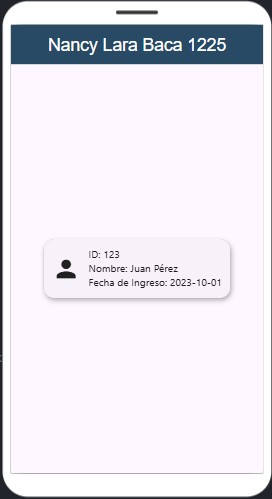 Nancy Lara Baca 1225
ID: 123
Nombre: Juan Pérez
Fecha de Ingreso: 2023-10-01